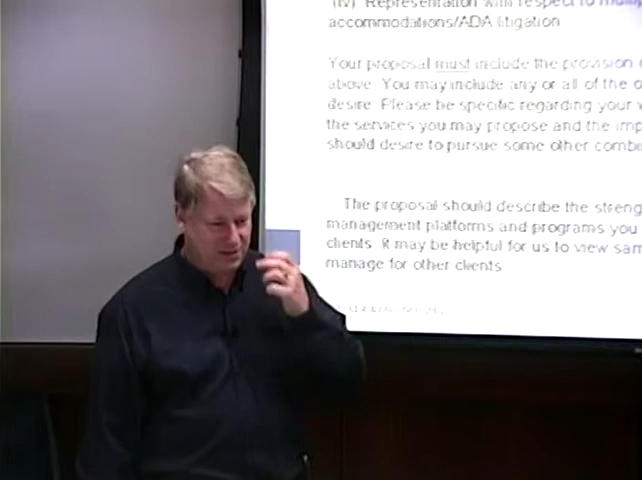 (iv) Representation with respect to
accommodations/ADA litigation
Your proposal must include the provision
above. You may include any or all of the
desire. Please be specific regarding your
the services you may propose and the
should desire to pursue some other
The proposal should describe the
management platforms and programs you
clients. It may be helpful for us to view
manage for other clients